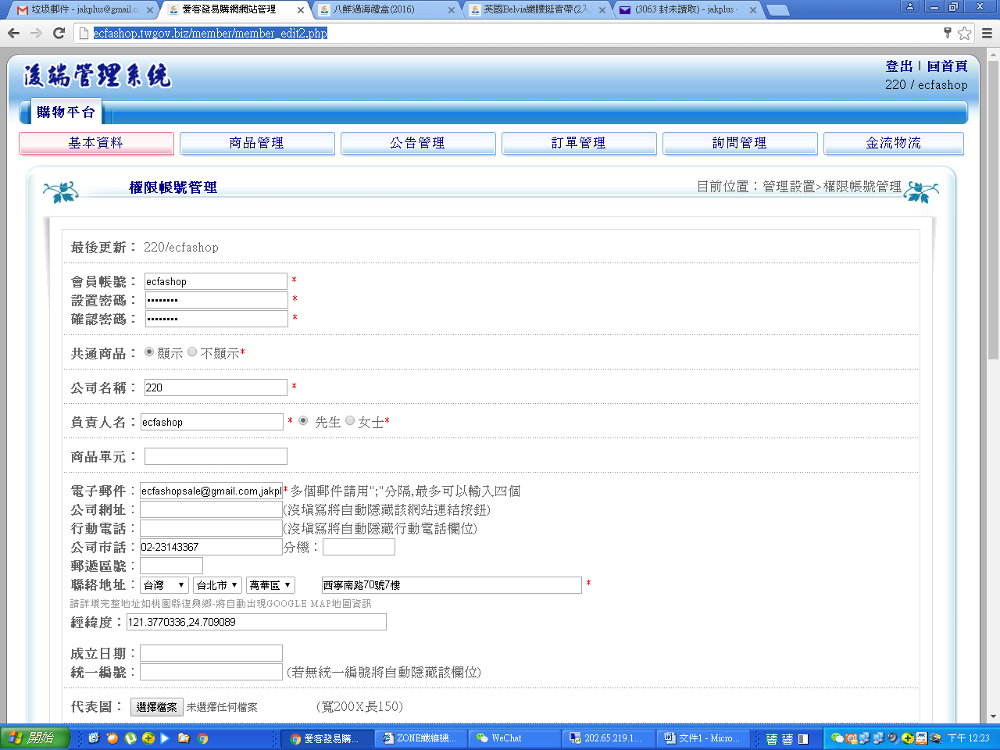 垃圾郵件 - jakplus@gmail.co
愛客發易購網網站管理
八鮮過海禮盒(2016)
英國Belvia纖腰挺背帶(2入
(3063 封未讀取) - jakplus -
ecfashop.twgov.biz/member/member_edit2.php
後端管理系統
登出 | 回首頁
220 / ecfashop
購物平台
基本資料 商品管理 公告管理 訂單管理 詢問管理 金流物流
權限帳號管理
目前位置：管理設置>權限帳號管理
最後更新： 220/ecfashop
會員帳號： ecfashop *
設置密碼： •••••••• *
確認密碼： •••••••• *
共通商品： 顯示 不顯示*
公司名稱： 220 *
負責人名： ecfashop * 先生 女士*
商品單元：
電子郵件： ecfashopsale@gmail.com,jakpl * 多個郵件請用";"分隔,最多可以輸入四個
公司網址： (沒填寫將自動隱藏該網站連結按鈕)
行動電話： (沒填寫將自動隱藏行動電話欄位)
公司市話： 02-23143367 分機：
郵遞區號：
聯絡地址： 台灣 台北市 萬華區 西寧南路70號7樓 *
請詳填完整地址如桃園縣復興鄉-將自動出現GOOGLE MAP地圖資訊
經緯度： 121.3770336,24.709089
成立日期：
統一編號： (若無統一編號將自動隱藏該欄位)
代表圖： 選擇檔案 未選擇任何檔案 (寬200X長150)
開始
愛客發易購...
ZONE纖維機...
WeChat
202.65.219.1...
文件1 - Micro...
下午 12:23